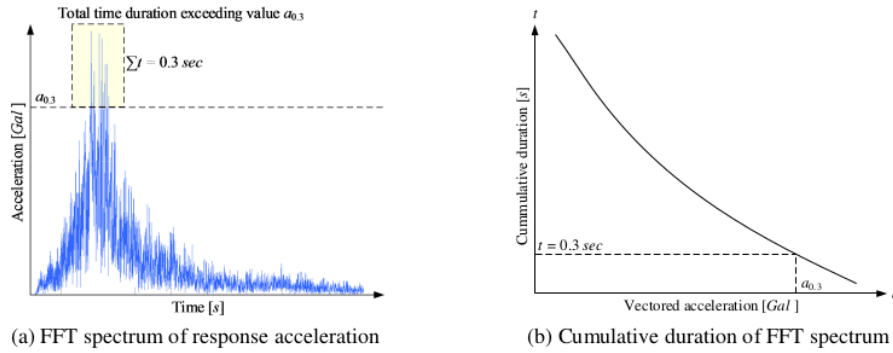 Total time duration exceeding value a0.3
∑t = 0.3 sec
a0.3
Acceleration [Gal ]
Time [s]
(a) FFT spectrum of response acceleration
t
Cummulative duration [s]
t = 0.3 sec
a0.3
Vectored acceleration [Gal ]
(b) Cumulative duration of FFT spectrum